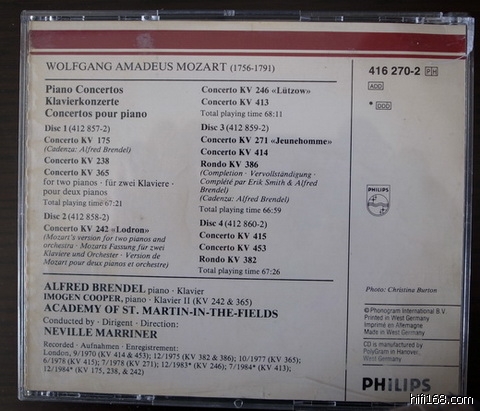 WOLFGANG AMADEUS MOZART (1756-1791)
416 270-2 PH
ADD
* DDD
Piano Concertos
Klavierkonzerte
Concertos pour piano
Disc 1 (412 857-2)
Concerto KV 175
(Cadenza: Alfred Brendel)
Concerto KV 238
Concerto KV 365
for two pianos · für zwei Klaviere ·
pour deux pianos
Total playing time 67:21
Disc 2 (412 858-2)
Concerto KV 242 «Lodron»
(Mozart's version for two pianos and
orchestra · Mozarts Fassung für zwei
Klaviere und Orchester · Version de
Mozart pour deux pianos et orchestre)
Concerto KV 246 «Lützow»
Concerto KV 413
Total playing time 68:11
Disc 3 (412 859-2)
Concerto KV 271 «Jeunehomme»
Concerto KV 414
Rondo KV 386
(Completion · Vervollständigung ·
Complété par Erik Smith & Alfred
Brendel)
(Cadenza: Alfred Brendel)
Total playing time 66:59
Disc 4 (412 860-2)
Concerto KV 415
Concerto KV 453
Rondo KV 382
Total playing time 67:26
PHILIPS
ALFRED BRENDEL, piano · Klavier
IMOGEN COOPER, piano · Klavier II (KV 242 & 365)
ACADEMY OF ST. MARTIN-IN-THE-FIELDS
Conducted by · Dirigent · Direction:
NEVILLE MARRINER
Recorded · Aufnahmen · Enregistrement:
London, 9/1970 (KV 414 & 453); 12/1975 (KV 382 & 386); 10/1977 (KV 365);
6/1978 (KV 415); 7/1978 (KV 271); 12/1983* (KV 246); 7/1984* (KV 413);
12/1984* (KV 175, 238, & 242)
Photo: Christina Burton
℗ Phonogram International B.V.
Printed in West Germany
Imprimé en Allemagne
Made in West Germany
CD is manufactured by
PolyGram in Hanover,
West Germany
PHILIPS
hifi168.com